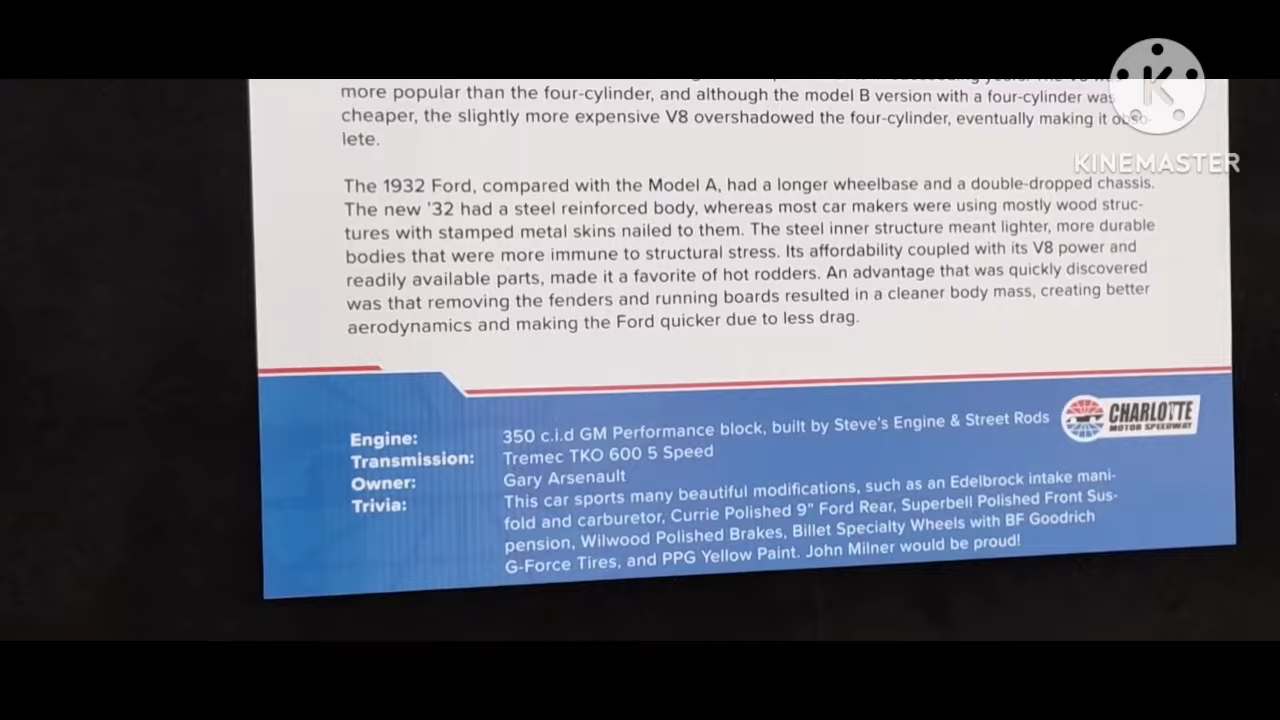 more popular than the four-cylinder, and although the model B version with a four-cylinder was
cheaper, the slightly more expensive V8 overshadowed the four-cylinder, eventually making it obso-
lete.
The 1932 Ford, compared with the Model A, had a longer wheelbase and a double-dropped chassis.
The new '32 had a steel reinforced body, whereas most car makers were using mostly wood struc-
tures with stamped metal skins nailed to them. The steel inner structure meant lighter, more durable
bodies that were more immune to structural stress. Its affordability coupled with its V8 power and
readily available parts, made it a favorite of hot rodders. An advantage that was quickly discovered
was that removing the fenders and running boards resulted in a cleaner body mass, creating better
aerodynamics and making the Ford quicker due to less drag.
Engine: 350 c.i.d GM Performance block, built by Steve's Engine & Street Rods
Transmission: Tremec TKO 600 5 Speed
Owner: Gary Arsenault
Trivia: This car sports many beautiful modifications, such as an Edelbrock intake mani-
fold and carburetor, Currie Polished 9" Ford Rear, Superbell Polished Front Sus-
pension, Wilwood Polished Brakes, Billet Specialty Wheels with BF Goodrich
G-Force Tires, and PPG Yellow Paint. John Milner would be proud!
CHARLOTTE
MOTOR SPEEDWAY
K
KINEMASTER